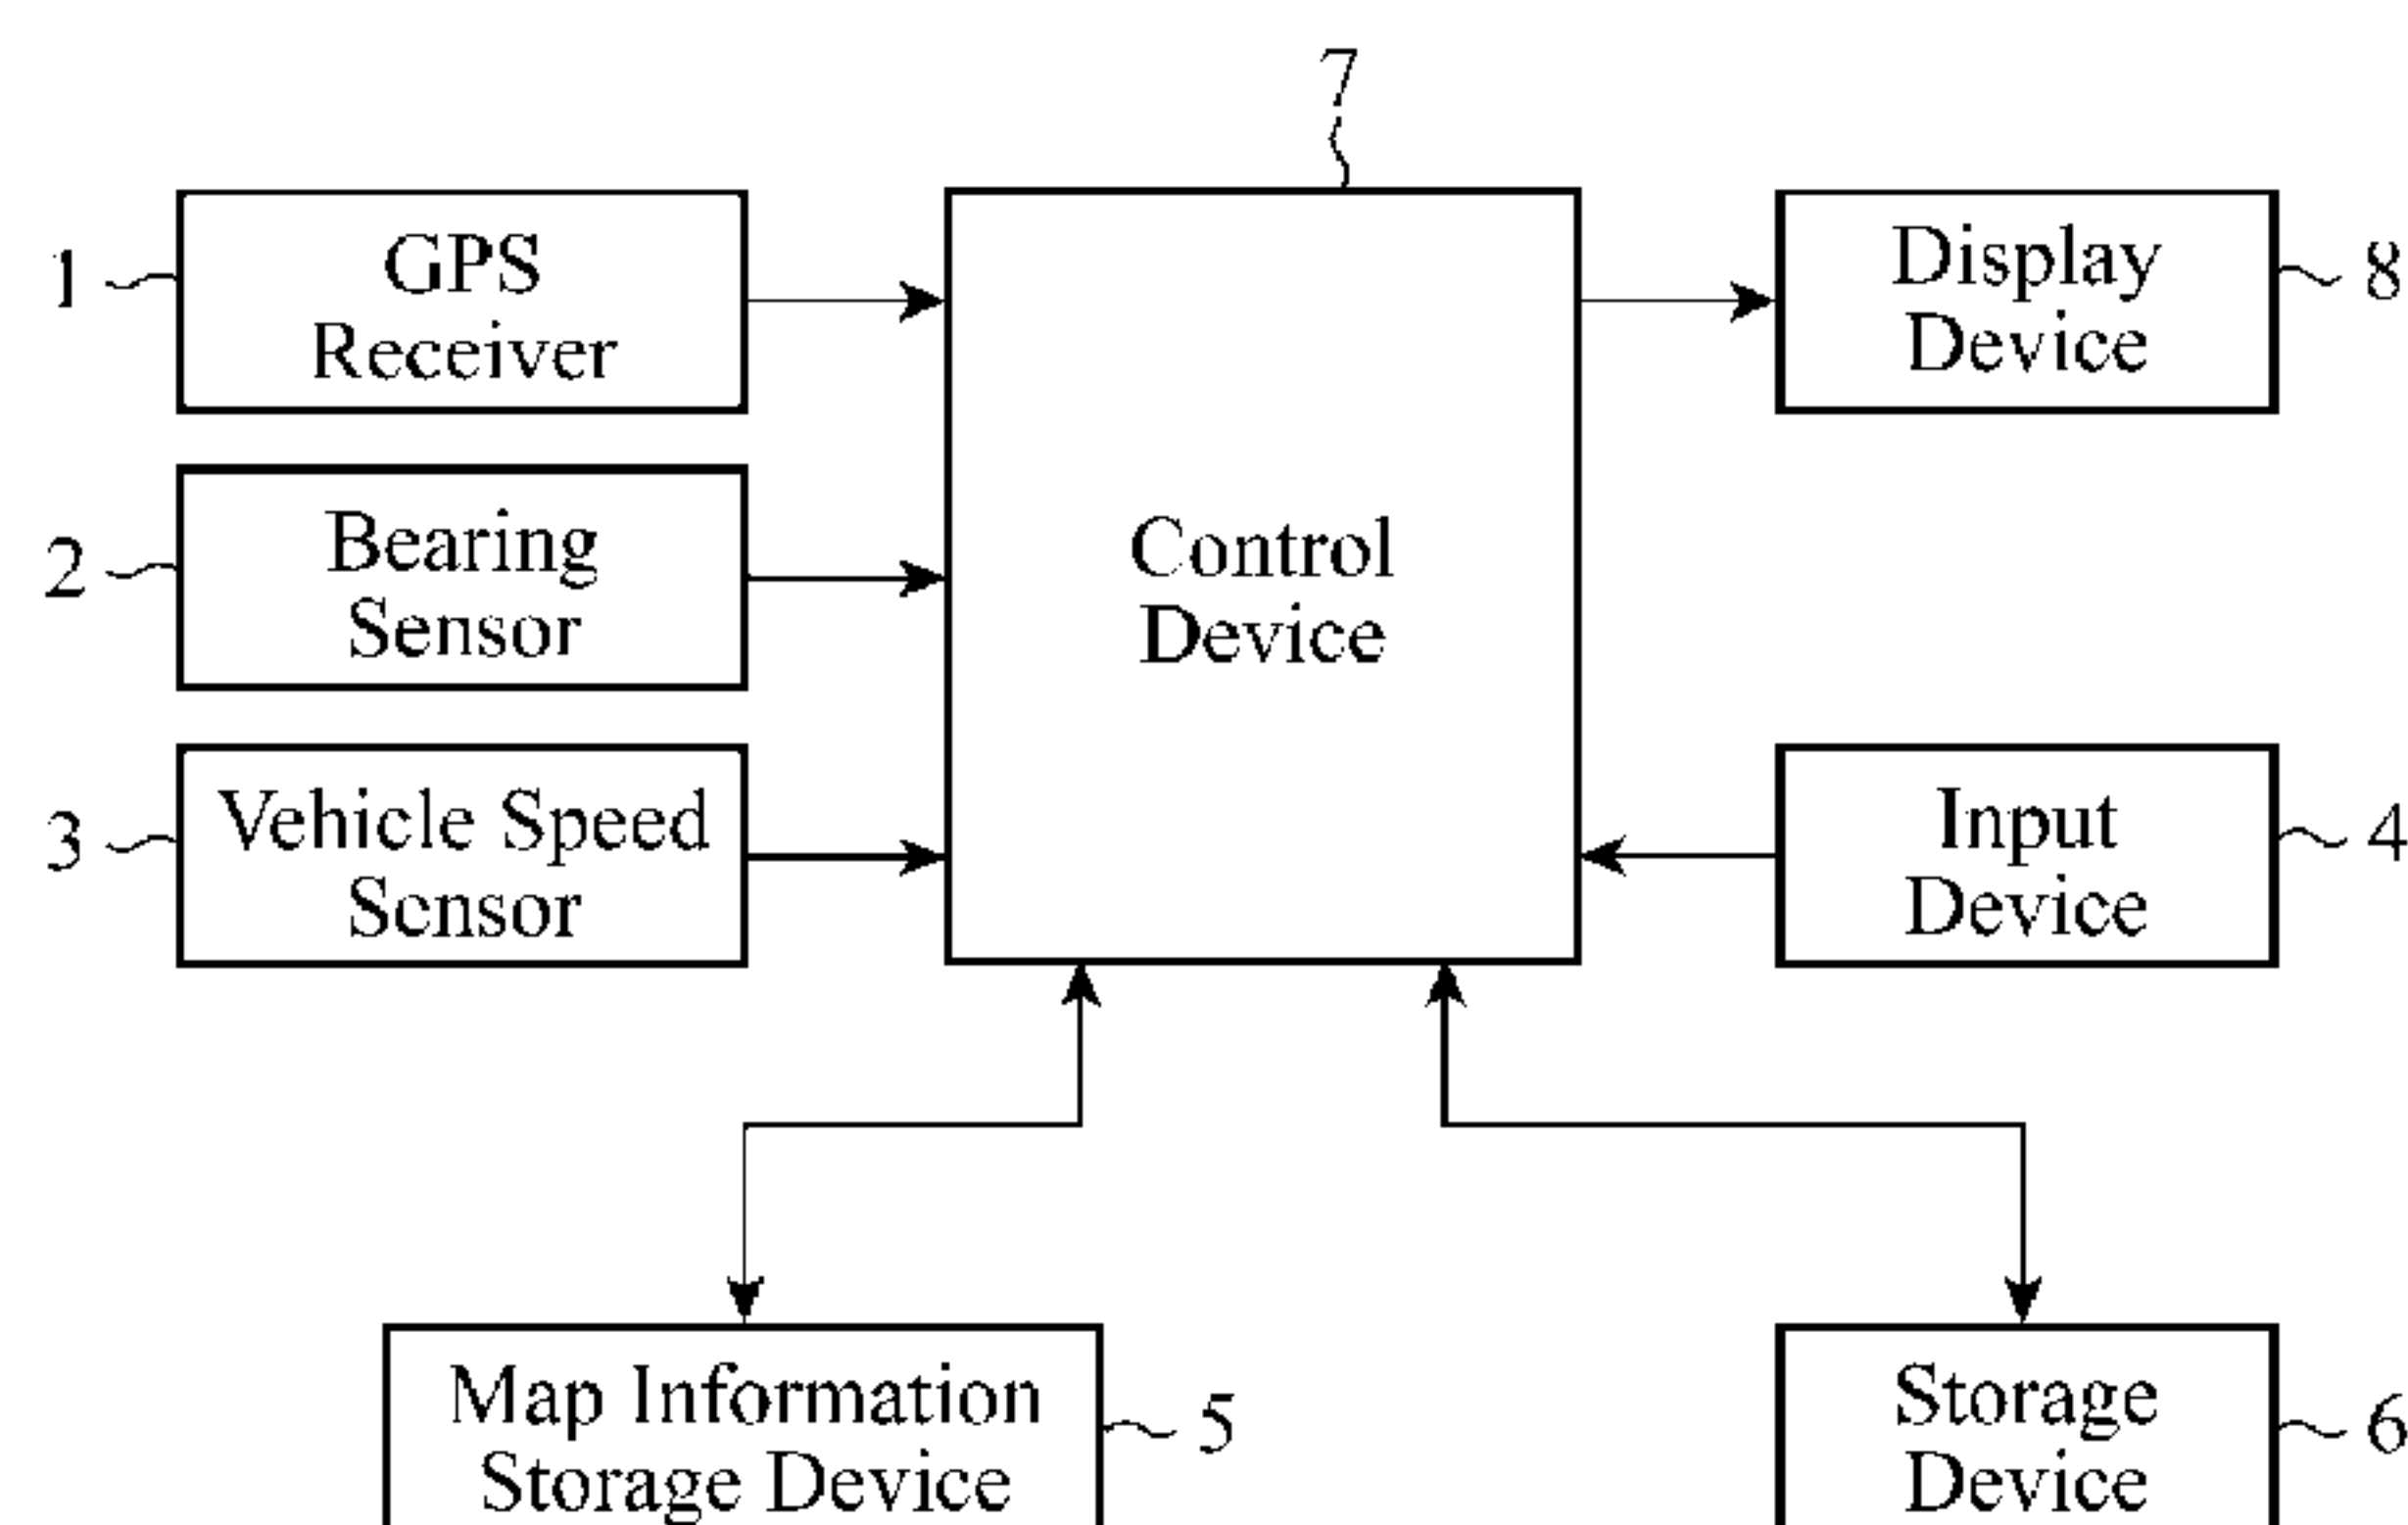 7
1
GPS
Receiver
Display
Device
8
2
Bearing
Sensor
Control
Device
3
Vehicle Speed
Sensor
Input
Device
4
Map Information
Storage Device
5
Storage
Device
6